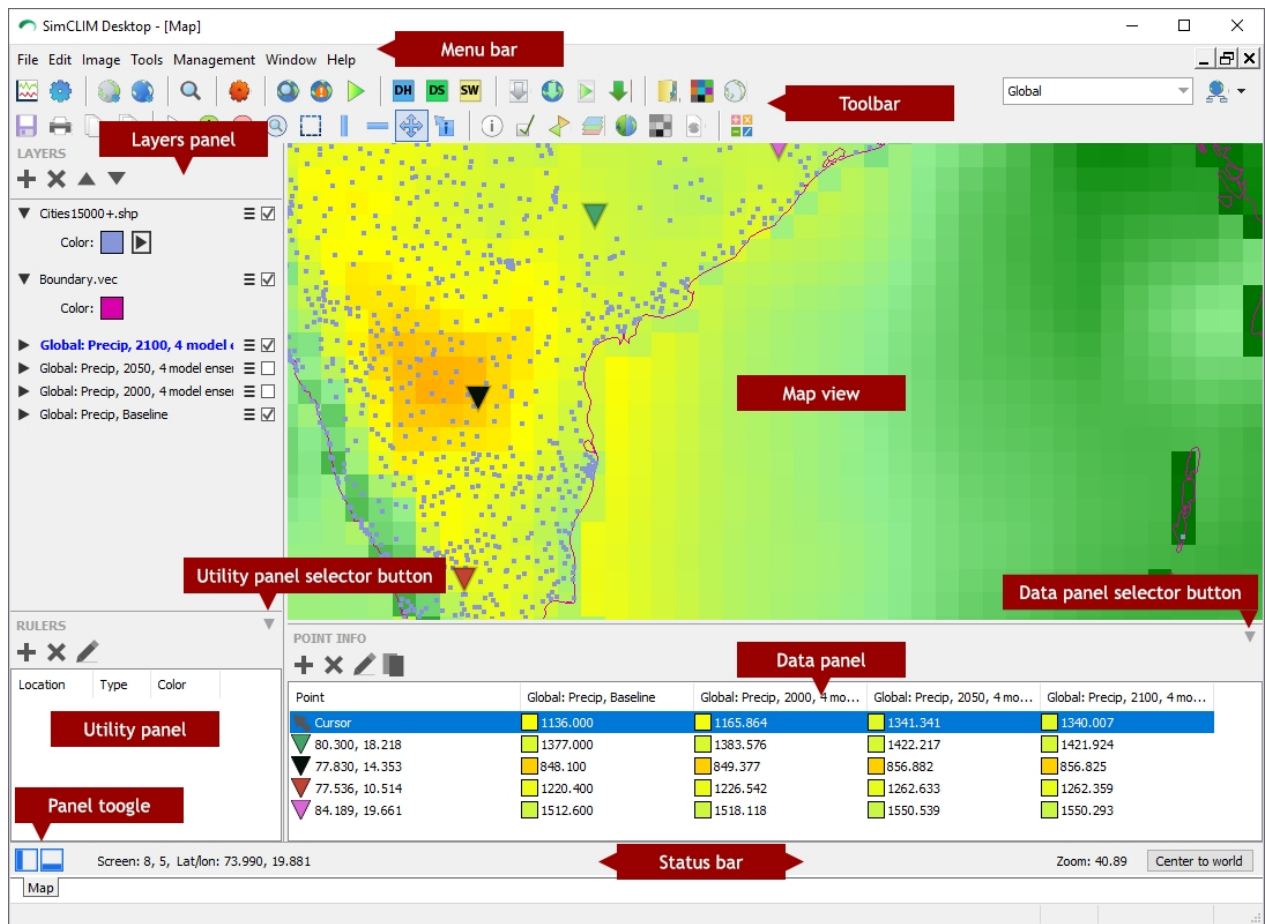 SimCLIM Desktop - [Map]
Menu bar
File Edit Image Tools Management Window Help
DH DS SW
Global
Toolbar
Layers panel
LAYERS
Cities15000+.shp
Color:
Boundary.vec
Color:
Global: Precip, 2100, 4 model
Global: Precip, 2050, 4 model ensem
Global: Precip, 2000, 4 model ensem
Global: Precip, Baseline
Map view
Utility panel selector button
Data panel selector button
RULERS
Location Type Color
Utility panel
Panel toogle
POINT INFO
Data panel
Point Global: Precip, Baseline Global: Precip, 2000, 4 mo... Global: Precip, 2050, 4 mo... Global: Precip, 2100, 4 mo...
Cursor 1136.000 1165.864 1341.341 1340.007
80.300, 18.218 1377.000 1383.576 1422.217 1421.924
77.830, 14.353 848.100 849.377 856.882 856.825
77.536, 10.514 1220.400 1226.542 1262.633 1262.359
84.189, 19.661 1512.600 1518.118 1550.539 1550.293
Screen: 8, 5, Lat/lon: 73.990, 19.881
Status bar
Zoom: 40.89 Center to world
Map